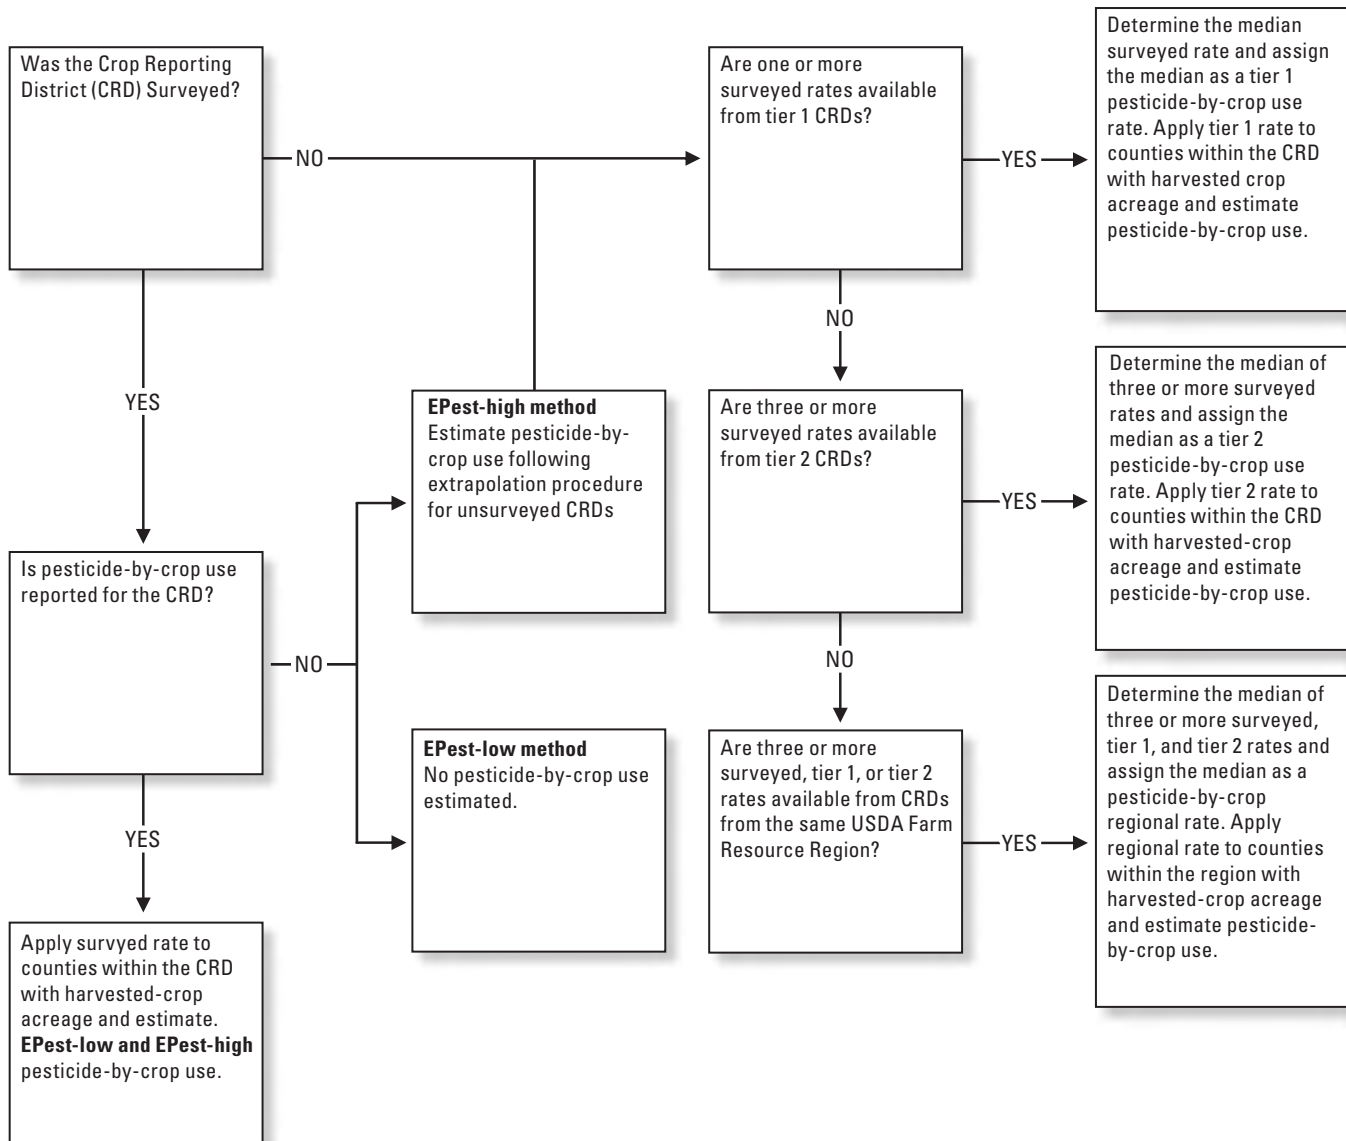 Was the Crop Reporting
District (CRD) Surveyed?
NO
YES
Is pesticide-by-crop use
reported for the CRD?
NO
YES
Apply survyed rate to
counties within the CRD
with harvested-crop
acreage and estimate.
EPest-low and EPest-high
pesticide-by-crop use.
EPest-high method
Estimate pesticide-by-
crop use following
extrapolation procedure
for unsurveyed CRDs
EPest-low method
No pesticide-by-crop use
estimated.
Are one or more
surveyed rates available
from tier 1 CRDs?
YES
NO
Determine the median
surveyed rate and assign
the median as a tier 1
pesticide-by-crop use
rate. Apply tier 1 rate to
counties within the CRD
with harvested crop
acreage and estimate
pesticide-by-crop use.
Are three or more
surveyed rates available
from tier 2 CRDs?
YES
NO
Determine the median of
three or more surveyed
rates and assign the
median as a tier 2
pesticide-by-crop use
rate. Apply tier 2 rate to
counties within the CRD
with harvested-crop
acreage and estimate
pesticide-by-crop use.
Are three or more
surveyed, tier 1, or tier 2
rates available from CRDs
from the same USDA Farm
Resource Region?
YES
Determine the median of
three or more surveyed,
tier 1, and tier 2 rates and
assign the median as a
pesticide-by-crop
regional rate. Apply
regional rate to counties
within the region with
harvested-crop acreage
and estimate pesticide-
by-crop use.